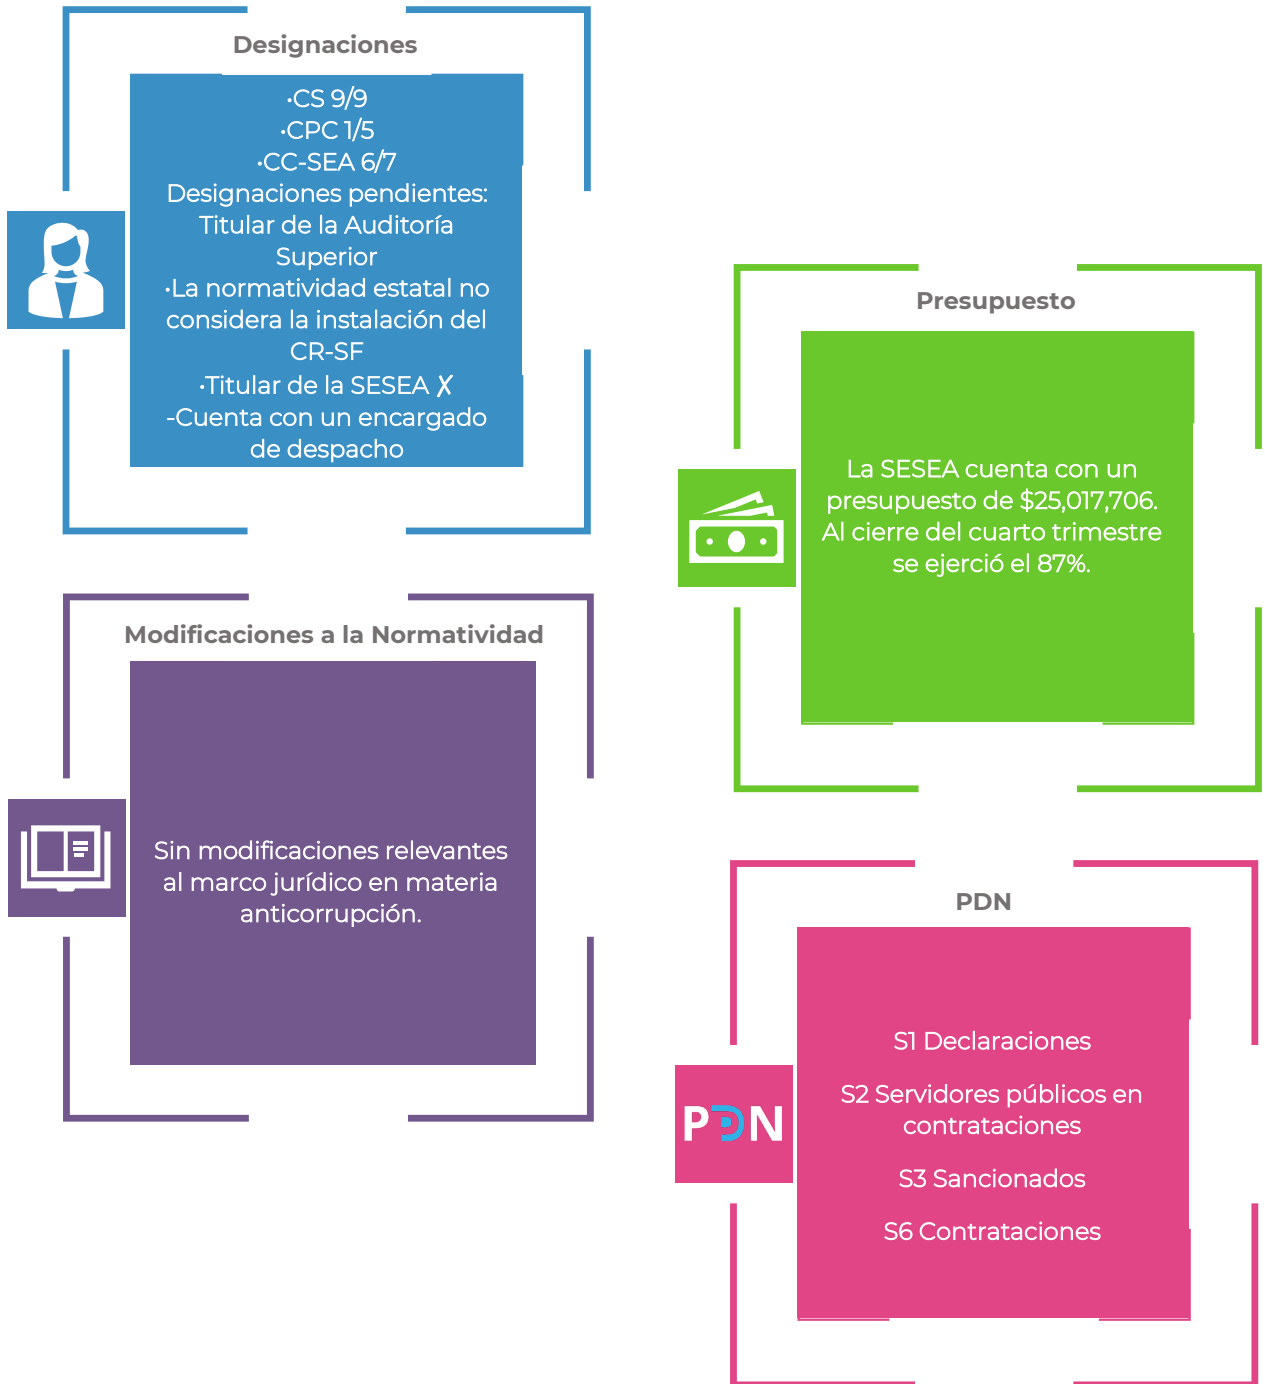 Designaciones
•CS 9/9
•CPC 1/5
•CC-SEA 6/7
Designaciones pendientes:
Titular de la Auditoría
Superior
•La normatividad estatal no
considera la instalación del
CR-SF
•Titular de la SESEA ✗
-Cuenta con un encargado
de despacho
Presupuesto
La SESEA cuenta con un
presupuesto de $25,017,706.
Al cierre del cuarto trimestre
se ejerció el 87%.
Modificaciones a la Normatividad
Sin modificaciones relevantes
al marco jurídico en materia
anticorrupción.
PDN
PDN
S1 Declaraciones
S2 Servidores públicos en
contrataciones
S3 Sancionados
S6 Contrataciones